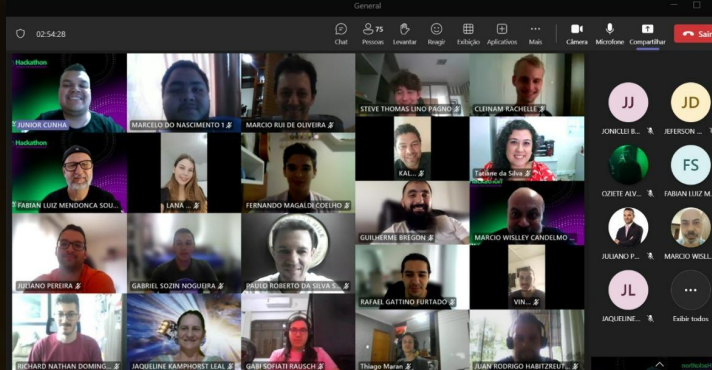 General
02:54:28
Chat
75
Pessoas
Levantar
Reagir
Exibição
Aplicativos
Mais
Câmera
Microfone
Compartilhar
Sair
Hackathon
JUNIOR CUNHA
MARCELO DO NASCIMENTO 1
MARCIO RUI DE OLIVEIRA
STEVE THOMAS LINO PAGNO
CLEINAM RACHELLE
JJ
JONICLEI B...
JD
JEFERSON ...
Hackathon
FABIAN LUIZ MENDONCA SOU...
LANA ...
FERNANDO MAGALDI COELHO
KAL...
Tatiane da Silva
OZIETE ALV...
FS
FABIAN LUIZ M...
GUILHERME BREGON
MARCIO WISLLEY CANDELMO ...
JULIANO PEREIRA
GABRIEL SOZIN NOGUEIRA
PAULO ROBERTO DA SILVA S...
JULIANO P...
MARCIO WISLL...
RAFAEL GATTINO FURTADO
VIN...
JL
JAQUELINE...
...
Exibir todos
RICHARD NATHAN DOMING...
JAQUELINE KAMPHORST LEAL
GABI SOFIATI RAUSCH
Thiago Maran
JUAN RODRIGO HABITZREUT...